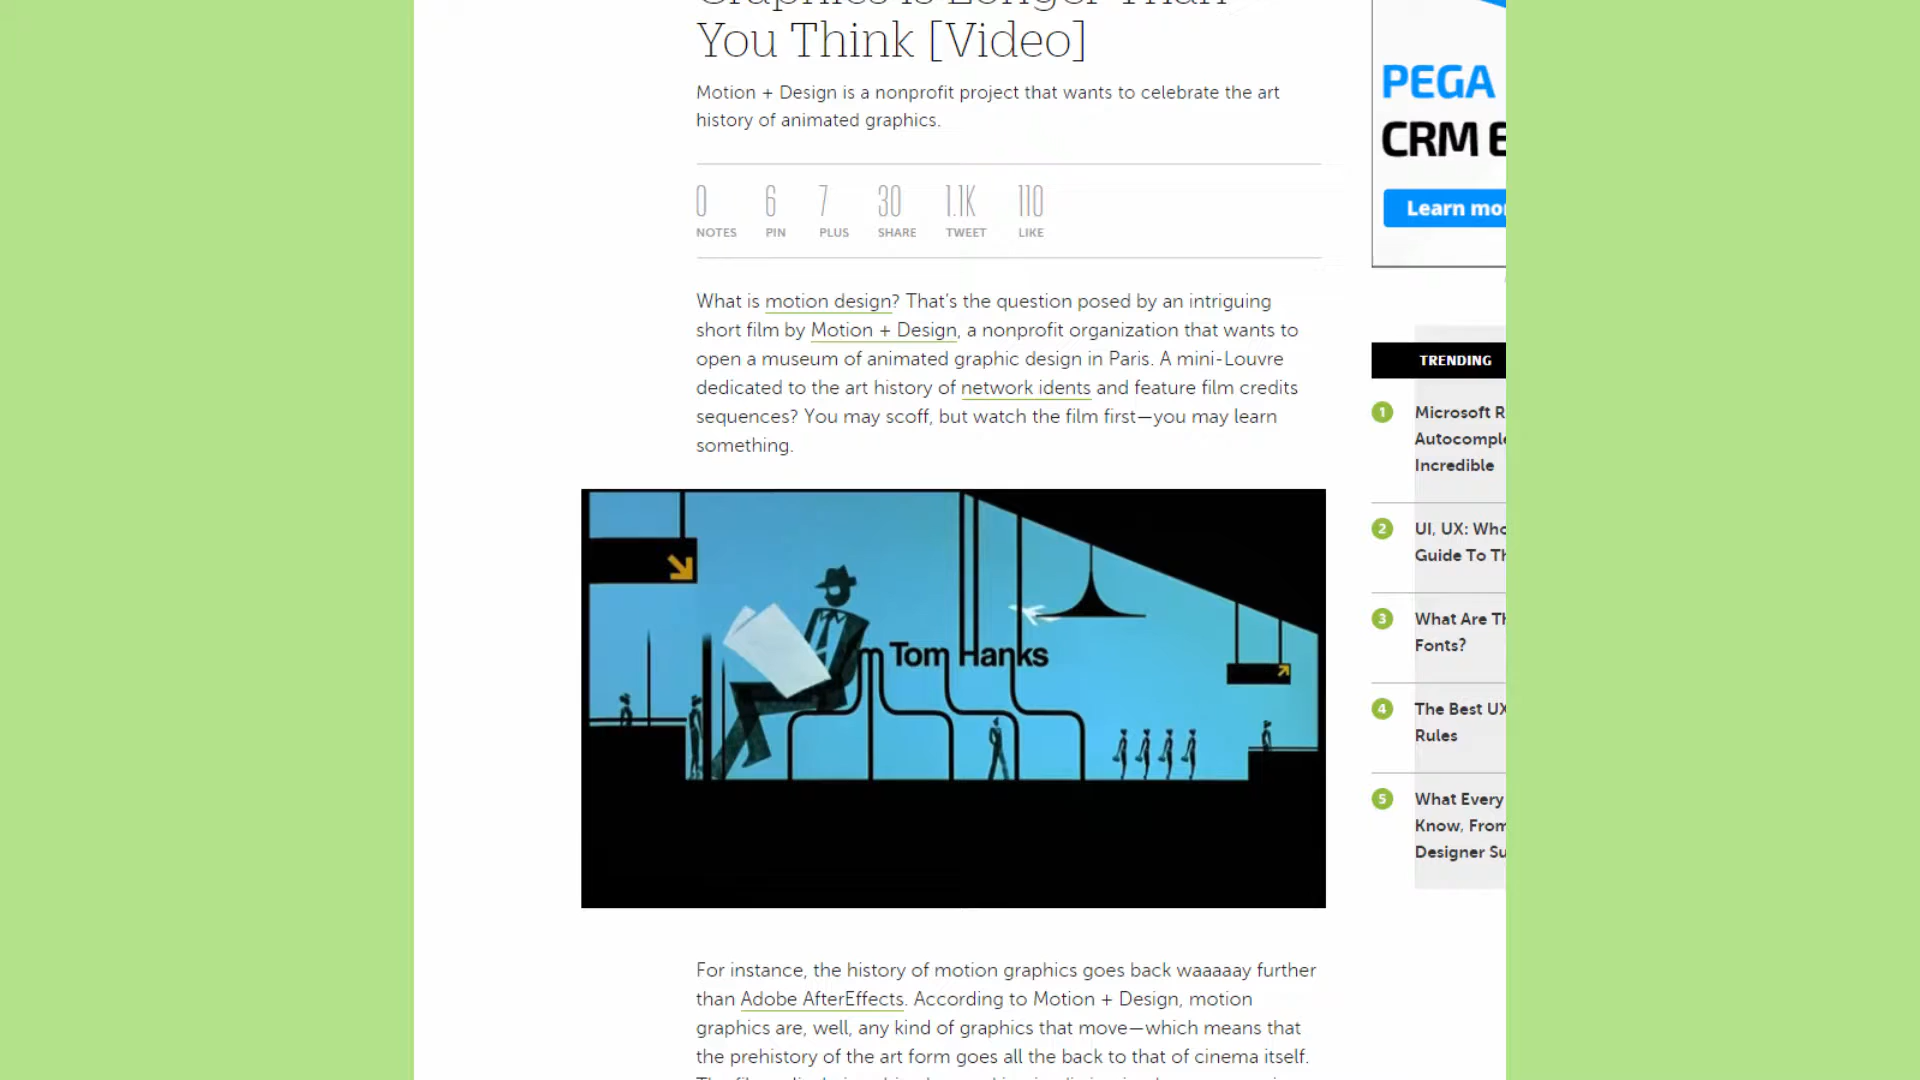 You Think [Video]
Motion + Design is a nonprofit project that wants to celebrate the art
history of animated graphics.
0 6 7 30 1.1K 110
NOTES PIN PLUS SHARE TWEET LIKE
What is motion design? That's the question posed by an intriguing
short film by Motion + Design, a nonprofit organization that wants to
open a museum of animated graphic design in Paris. A mini-Louvre
dedicated to the art history of network idents and feature film credits
sequences? You may scoff, but watch the film first—you may learn
something.
Tom Hanks
For instance, the history of motion graphics goes back waaaaay further
than Adobe AfterEffects. According to Motion + Design, motion
graphics are, well, any kind of graphics that move—which means that
the prehistory of the art form goes all the back to that of cinema itself.
PEGA
CRM E
Learn mo
TRENDING
1 Microsoft R
Autocomple
Incredible
2 UI, UX: Who
Guide To Th
3 What Are Th
Fonts?
4 The Best UX
Rules
5 What Every
Know, From
Designer Su